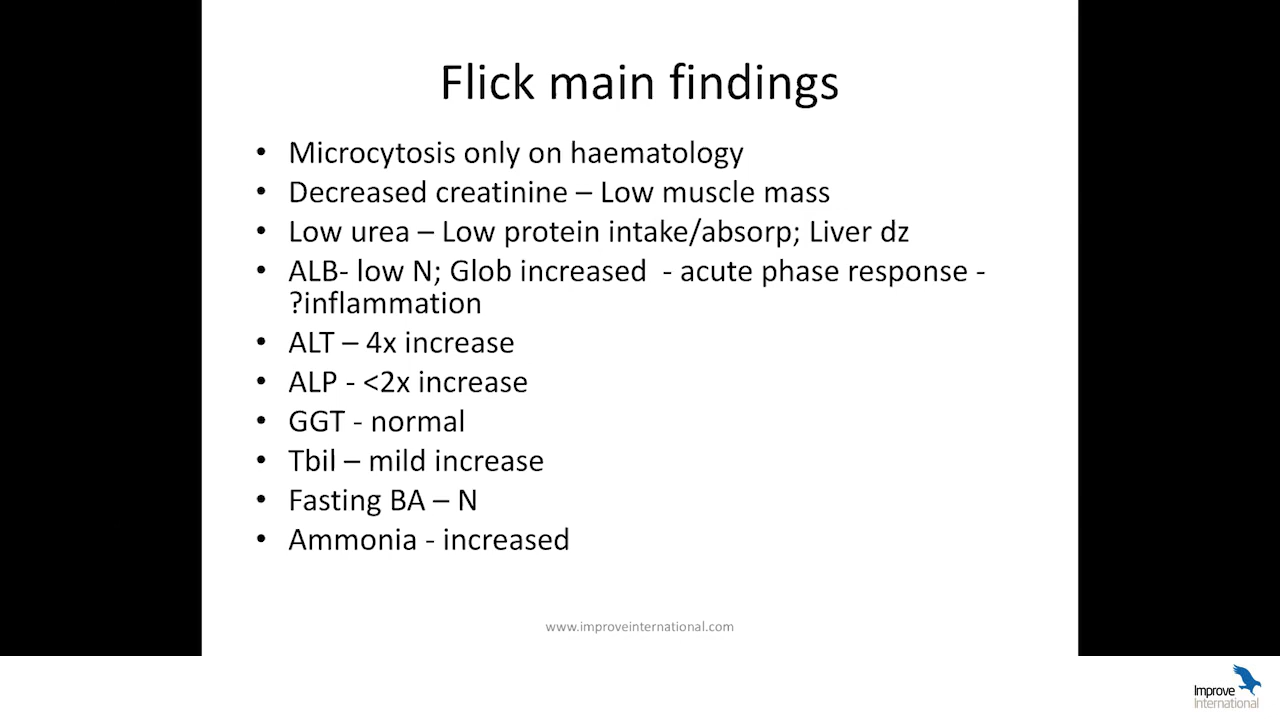 Flick main findings
• Microcytosis only on haematology
• Decreased creatinine – Low muscle mass
• Low urea – Low protein intake/absorp; Liver dz
• ALB- low N; Glob increased  - acute phase response -
?inflammation
• ALT – 4x increase
• ALP - <2x increase
• GGT - normal
• Tbil – mild increase
• Fasting BA – N
• Ammonia - increased
www.improveinternational.com
Improve
International